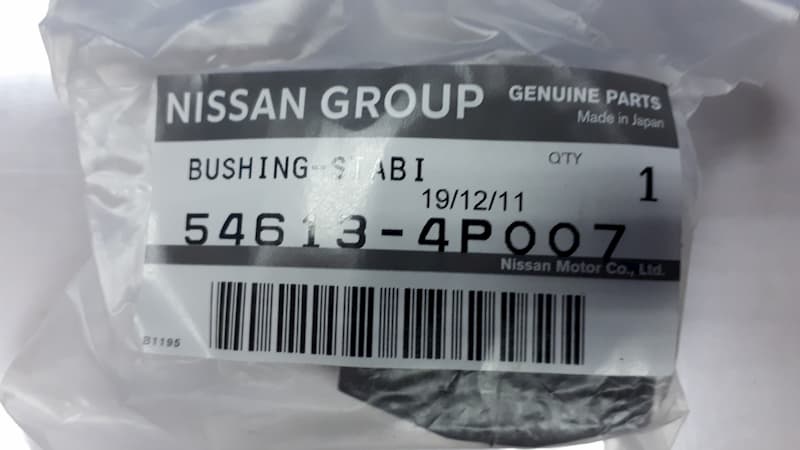 NISSAN GROUP GENUINE PARTS
Made in Japan
BUSHING-STABI Q'TY 1
19/12/11
54613-4P007
Nissan Motor Co., Ltd.
B1195